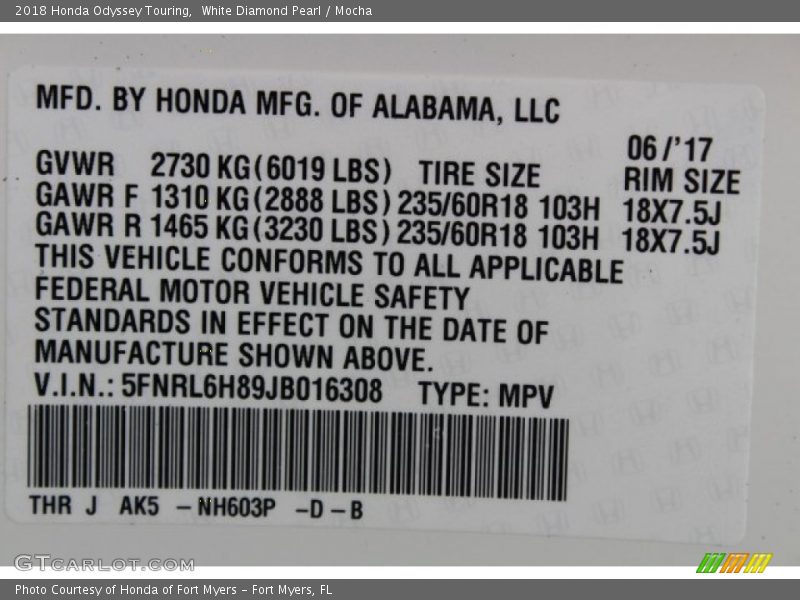 2018 Honda Odyssey Touring,  White Diamond Pearl / Mocha
MFD. BY HONDA MFG. OF ALABAMA, LLC
06/'17
GVWR 2730 KG(6019 LBS) TIRE SIZE RIM SIZE
GAWR F 1310 KG(2888 LBS) 235/60R18 103H 18X7.5J
GAWR R 1465 KG(3230 LBS) 235/60R18 103H 18X7.5J
THIS VEHICLE CONFORMS TO ALL APPLICABLE
FEDERAL MOTOR VEHICLE SAFETY
STANDARDS IN EFFECT ON THE DATE OF
MANUFACTURE SHOWN ABOVE.
V.I.N.: 5FNRL6H89JB016308 TYPE: MPV
THR J AK5 -NH603P -D-B
GTCarLot.com
Photo Courtesy of Honda of Fort Myers - Fort Myers, FL